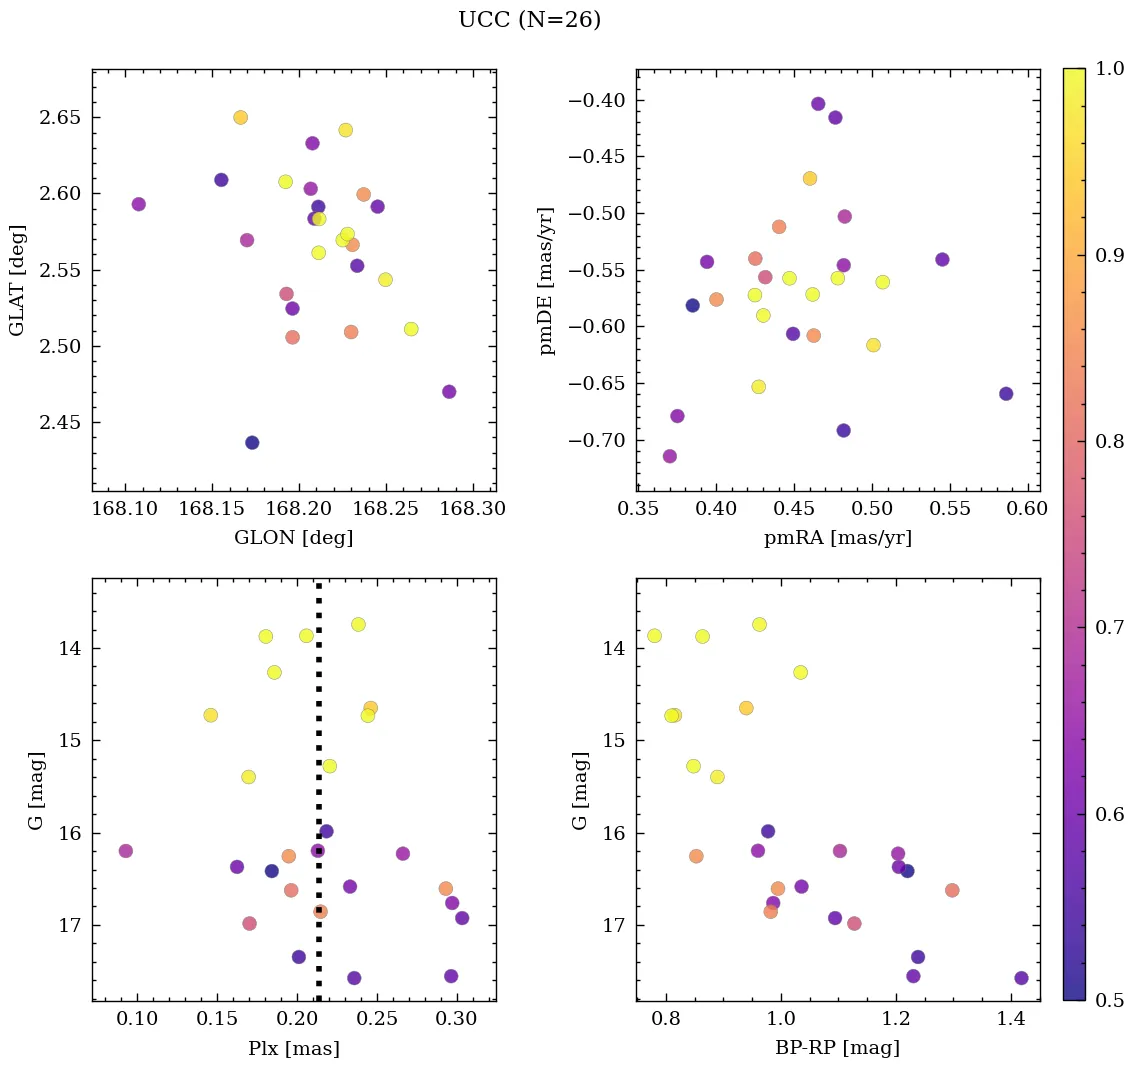 UCC (N=26)
2.65
2.60
2.55
2.50
2.45
GLAT [deg]
168.10 168.15 168.20 168.25 168.30
GLON [deg]
−0.40
−0.45
−0.50
−0.55
−0.60
−0.65
−0.70
pmDE [mas/yr]
0.35 0.40 0.45 0.50 0.55 0.60
pmRA [mas/yr]
14
15
16
17
G [mag]
0.10 0.15 0.20 0.25 0.30
Plx [mas]
14
15
16
17
G [mag]
0.8 1.0 1.2 1.4
BP-RP [mag]
1.0
0.9
0.8
0.7
0.6
0.5